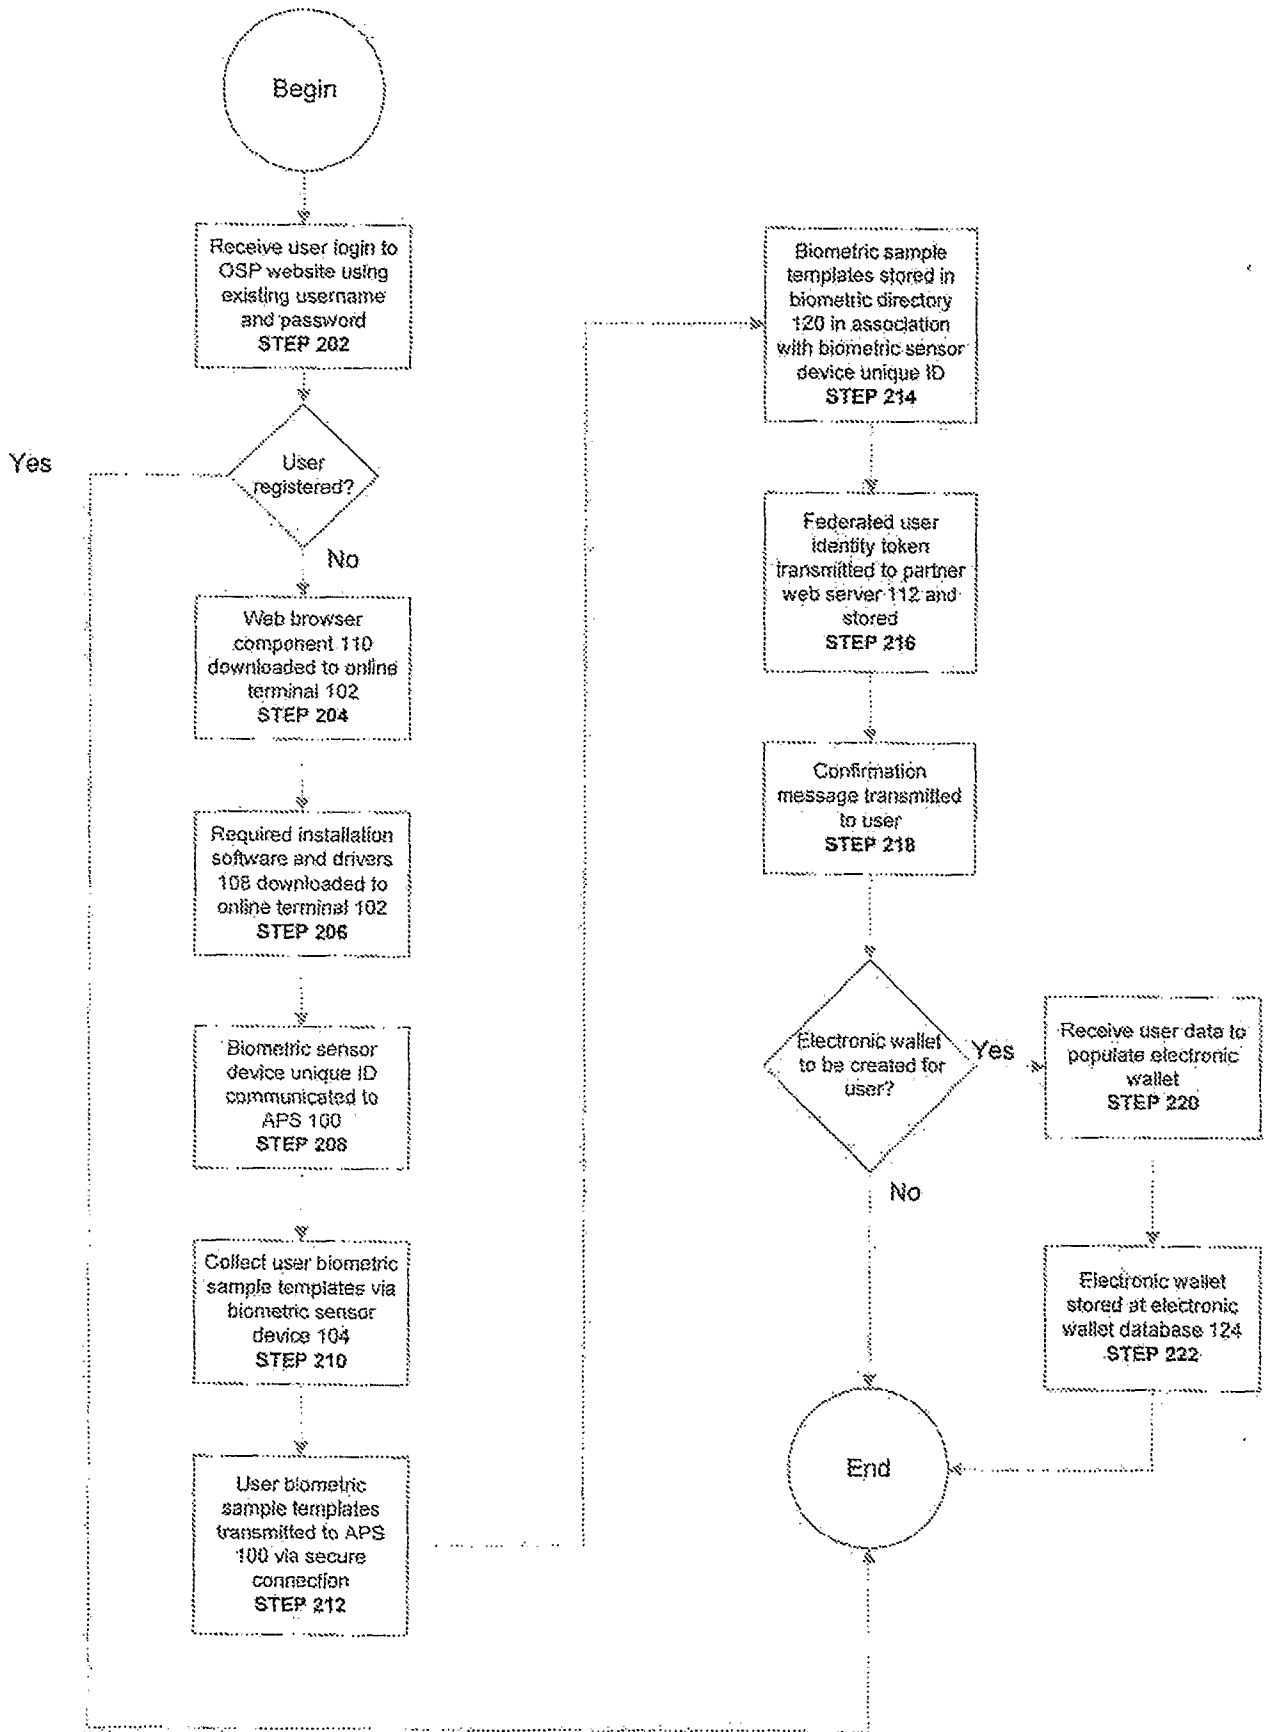 Begin
Receive user login to
OSP website using
existing username
and password
STEP 202
User
registered?
Yes
No
Web browser
component 110
downloaded to online
terminal 102
STEP 204
Required installation
software and drivers
108 downloaded to
online terminal 102
STEP 206
Biometric sensor
device unique ID
communicated to
APS 100
STEP 208
Collect user biometric
sample templates via
biometric sensor
device 104
STEP 210
User biometric
sample templates
transmitted to APS
100 via secure
connection
STEP 212
Biometric sample
templates stored in
biometric directory
120 in association
with biometric sensor
device unique ID
STEP 214
Federated user
identity token
transmitted to partner
web server 112 and
stored
STEP 216
Confirmation
message transmitted
to user
STEP 218
Electronic wallet
to be created for
user?
Yes
No
Receive user data to
populate electronic
wallet
STEP 220
Electronic wallet
stored at electronic
wallet database 124
STEP 222
End